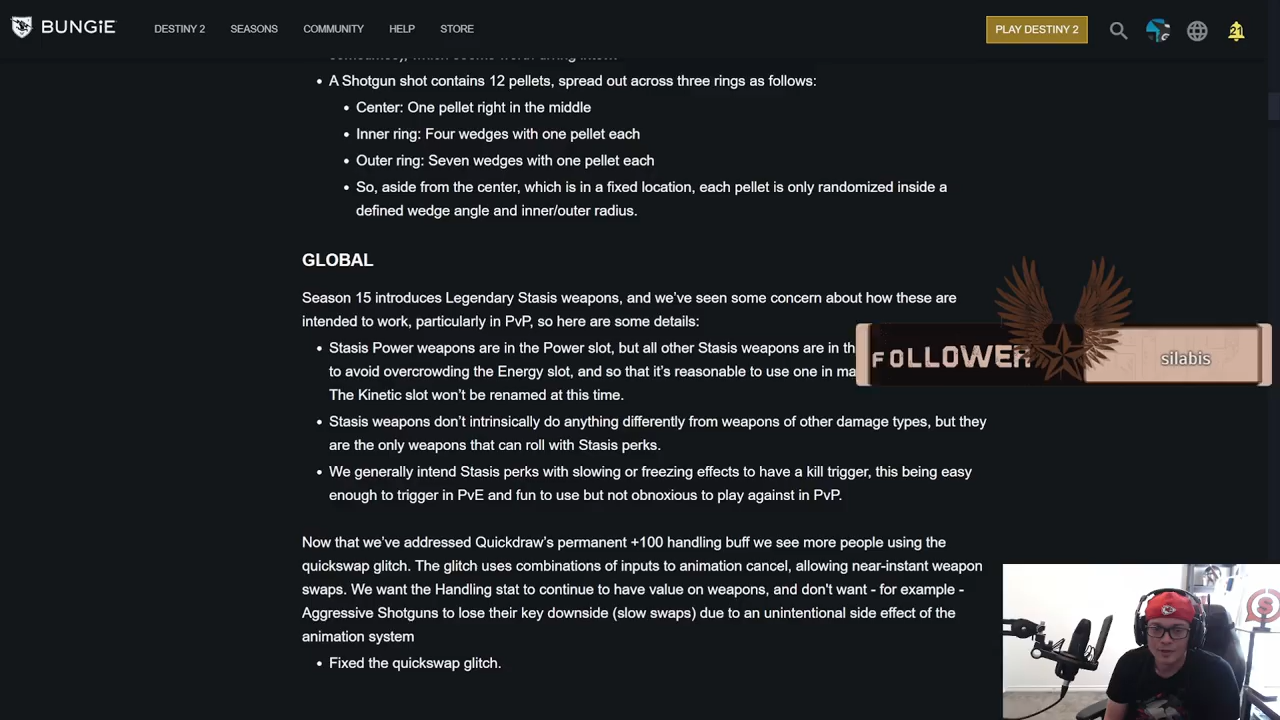 BUNGiE
DESTINY 2
SEASONS
COMMUNITY
HELP
STORE
PLAY DESTINY 2
21
• A Shotgun shot contains 12 pellets, spread out across three rings as follows:
• Center: One pellet right in the middle
• Inner ring: Four wedges with one pellet each
• Outer ring: Seven wedges with one pellet each
• So, aside from the center, which is in a fixed location, each pellet is only randomized inside a
defined wedge angle and inner/outer radius.
GLOBAL
Season 15 introduces Legendary Stasis weapons, and we’ve seen some concern about how these are
intended to work, particularly in PvP, so here are some details:
• Stasis Power weapons are in the Power slot, but all other Stasis weapons are in th
to avoid overcrowding the Energy slot, and so that it’s reasonable to use one in ma
The Kinetic slot won’t be renamed at this time.
FOLLOWER
silabis
• Stasis weapons don’t intrinsically do anything differently from weapons of other damage types, but they
are the only weapons that can roll with Stasis perks.
• We generally intend Stasis perks with slowing or freezing effects to have a kill trigger, this being easy
enough to trigger in PvE and fun to use but not obnoxious to play against in PvP.
Now that we’ve addressed Quickdraw’s permanent +100 handling buff we see more people using the
quickswap glitch. The glitch uses combinations of inputs to animation cancel, allowing near-instant weapon
swaps. We want the Handling stat to continue to have value on weapons, and don't want - for example -
Aggressive Shotguns to lose their key downside (slow swaps) due to an unintentional side effect of the
animation system
• Fixed the quickswap glitch.